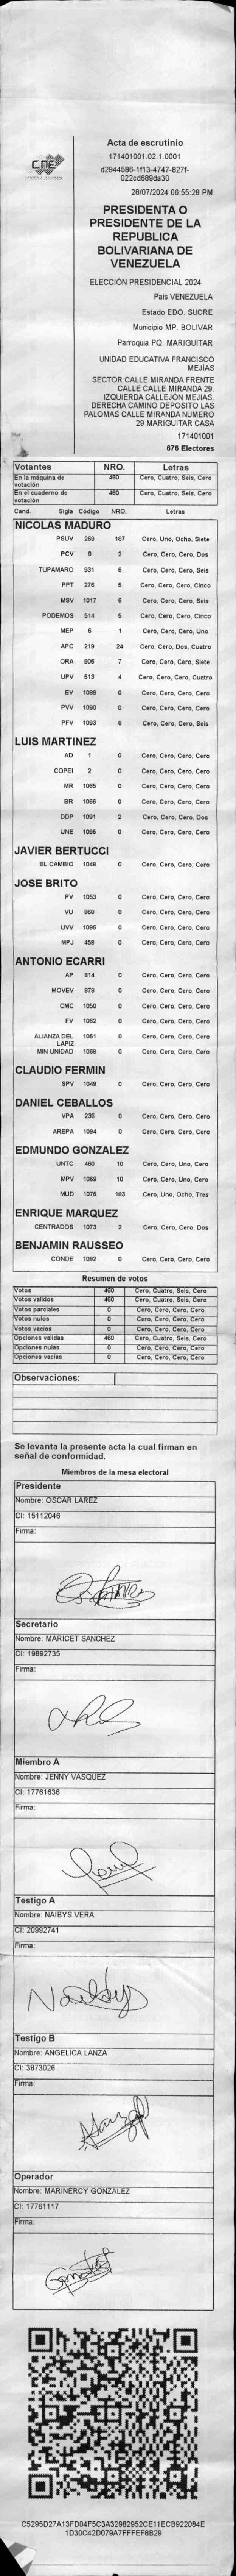 CNE
Acta de escrutinio
171401001.02.1.0001
d2944586-1f13-4747-827f-
022cd689da30
28/07/2024 06:55:28 PM
PRESIDENTA O
PRESIDENTE DE LA
REPUBLICA
BOLIVARIANA DE
VENEZUELA
ELECCIÓN PRESIDENCIAL 2024
País VENEZUELA
Estado EDO. SUCRE
Municipio MP. BOLIVAR
Parroquia PQ. MARIGUITAR
UNIDAD EDUCATIVA FRANCISCO
MEJÍAS
SECTOR CALLE MIRANDA FRENTE
CALLE CALLE MIRANDA 29.
IZQUIERDA CALLEJÓN MEJIAS.
DERECHA CAMINO DEPOSITO LAS
PALOMAS CALLE MIRANDA NUMERO
29 MARIGUITAR CASA
171401001
676 Electores
Votantes NRO. Letras
En la máquina de votación 460 Cero, Cuatro, Seis, Cero
En el cuaderno de votación 460 Cero, Cuatro, Seis, Cero
Cand. Sigla Código NRO. Letras
NICOLAS MADURO
PSUV 269 187 Cero, Uno, Ocho, Siete
PCV 9 2 Cero, Cero, Cero, Dos
TUPAMARO 931 6 Cero, Cero, Cero, Seis
PPT 276 5 Cero, Cero, Cero, Cinco
MSV 1017 6 Cero, Cero, Cero, Seis
PODEMOS 514 5 Cero, Cero, Cero, Cinco
MEP 6 1 Cero, Cero, Cero, Uno
APC 219 24 Cero, Cero, Dos, Cuatro
ORA 906 7 Cero, Cero, Cero, Siete
UPV 513 4 Cero, Cero, Cero, Cuatro
EV 1089 0 Cero, Cero, Cero, Cero
PVV 1090 0 Cero, Cero, Cero, Cero
PFV 1093 6 Cero, Cero, Cero, Seis
LUIS MARTINEZ
AD 1 0 Cero, Cero, Cero, Cero
COPEI 2 0 Cero, Cero, Cero, Cero
MR 1065 0 Cero, Cero, Cero, Cero
BR 1066 0 Cero, Cero, Cero, Cero
DDP 1091 2 Cero, Cero, Cero, Dos
UNE 1095 0 Cero, Cero, Cero, Cero
JAVIER BERTUCCI
EL CAMBIO 1048 0 Cero, Cero, Cero, Cero
JOSE BRITO
PV 1053 0 Cero, Cero, Cero, Cero
VU 968 0 Cero, Cero, Cero, Cero
UVV 1096 0 Cero, Cero, Cero, Cero
MPJ 458 0 Cero, Cero, Cero, Cero
ANTONIO ECARRI
AP 914 0 Cero, Cero, Cero, Cero
MOVEV 979 0 Cero, Cero, Cero, Cero
CMC 1050 0 Cero, Cero, Cero, Cero
FV 1062 0 Cero, Cero, Cero, Cero
ALIANZA DEL LAPIZ 1061 0 Cero, Cero, Cero, Cero
MIN UNIDAD 1068 0 Cero, Cero, Cero, Cero
CLAUDIO FERMIN
SPV 1049 0 Cero, Cero, Cero, Cero
DANIEL CEBALLOS
VPA 236 0 Cero, Cero, Cero, Cero
AREPA 1094 0 Cero, Cero, Cero, Cero
EDMUNDO GONZALEZ
UNTC 460 10 Cero, Cero, Uno, Cero
MPV 1069 10 Cero, Cero, Uno, Cero
MUD 1075 183 Cero, Uno, Ocho, Tres
ENRIQUE MARQUEZ
CENTRADOS 1073 2 Cero, Cero, Cero, Dos
BENJAMIN RAUSSEO
CONDE 1092 0 Cero, Cero, Cero, Cero
Resumen de votos
Votos 460 Cero, Cuatro, Seis, Cero
Votos validos 460 Cero, Cuatro, Seis, Cero
Votos parciales 0 Cero, Cero, Cero, Cero
Votos nulos 0 Cero, Cero, Cero, Cero
Votos vacios 0 Cero, Cero, Cero, Cero
Opciones validas 460 Cero, Cuatro, Seis, Cero
Opciones nulas 0 Cero, Cero, Cero, Cero
Opciones vacias 0 Cero, Cero, Cero, Cero
Observaciones:
Se levanta la presente acta la cual firman en
señal de conformidad.
Miembros de la mesa electoral
Presidente
Nombre: OSCAR LAREZ
CI: 15112046
Firma:
Secretario
Nombre: MARICET SANCHEZ
CI: 19892735
Firma:
Miembro A
Nombre: JENNY VASQUEZ
CI: 17761636
Firma:
Testigo A
Nombre: NAIBYS VERA
CI: 20992741
Firma:
Testigo B
Nombre: ANGELICA LANZA
CI: 3873026
Firma:
Operador
Nombre: MARINERCY GONZALEZ
CI: 17761117
Firma:
C5295D27A13FD04F5C3A32982952CE11ECB922084E
1D30C42D079A7FFFEF8B29